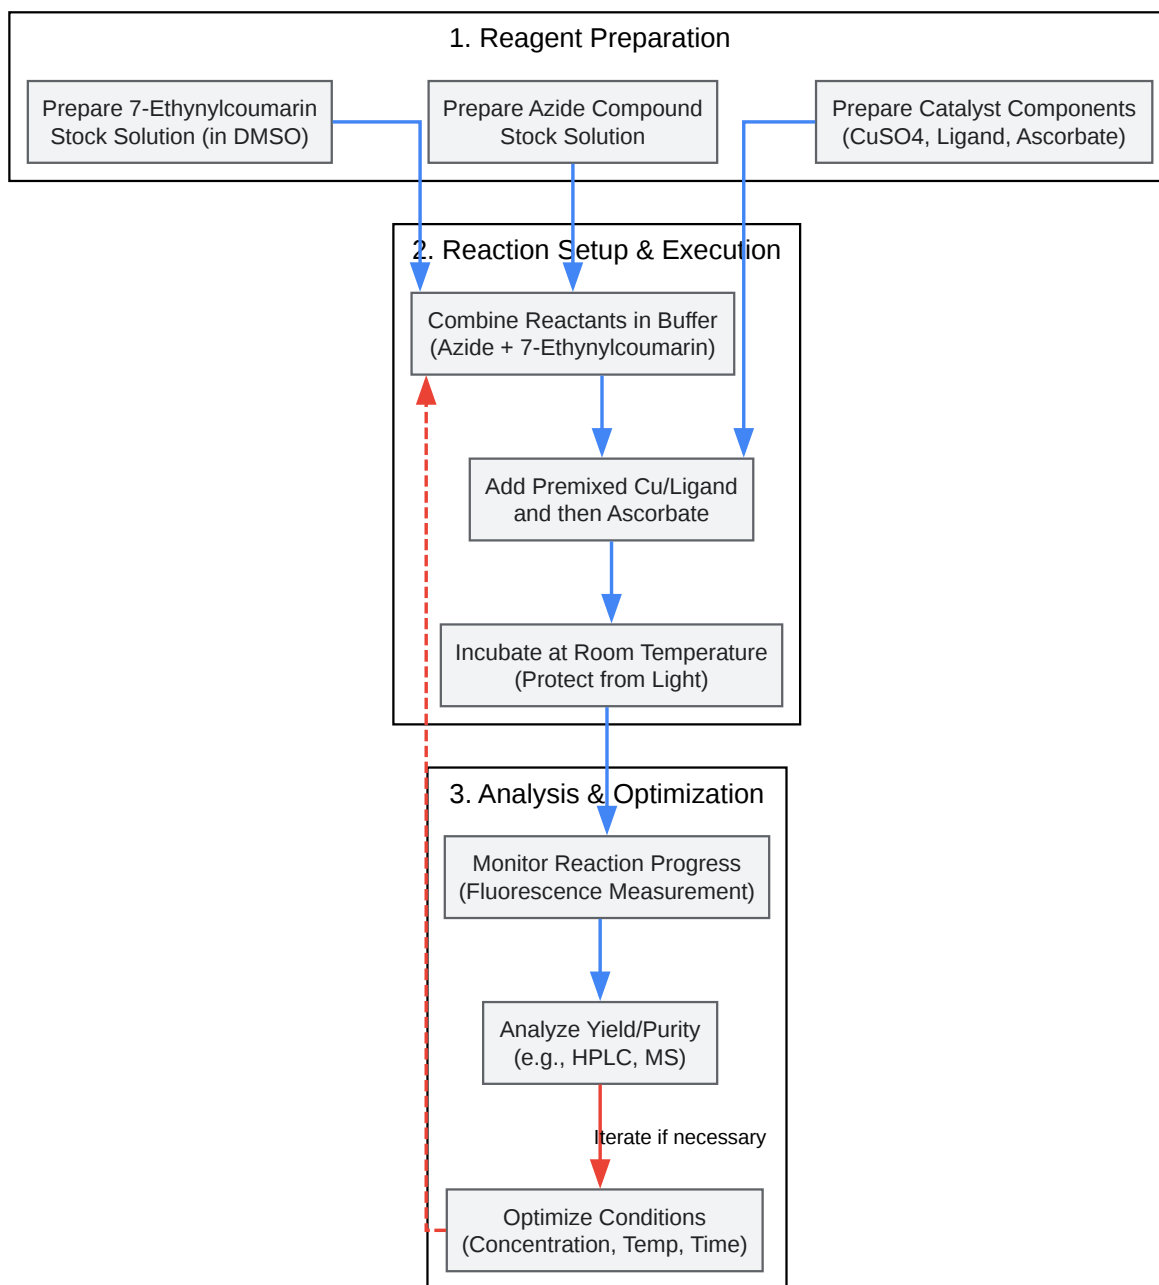 1. Reagent Preparation
Prepare 7-Ethynylcoumarin
Stock Solution (in DMSO)
Prepare Azide Compound
Stock Solution
Prepare Catalyst Components
(CuSO4, Ligand, Ascorbate)
2. Reaction Setup & Execution
Combine Reactants in Buffer
(Azide + 7-Ethynylcoumarin)
Add Premixed Cu/Ligand
and then Ascorbate
Incubate at Room Temperature
(Protect from Light)
3. Analysis & Optimization
Monitor Reaction Progress
(Fluorescence Measurement)
Analyze Yield/Purity
(e.g., HPLC, MS)
Iterate if necessary
Optimize Conditions
(Concentration, Temp, Time)